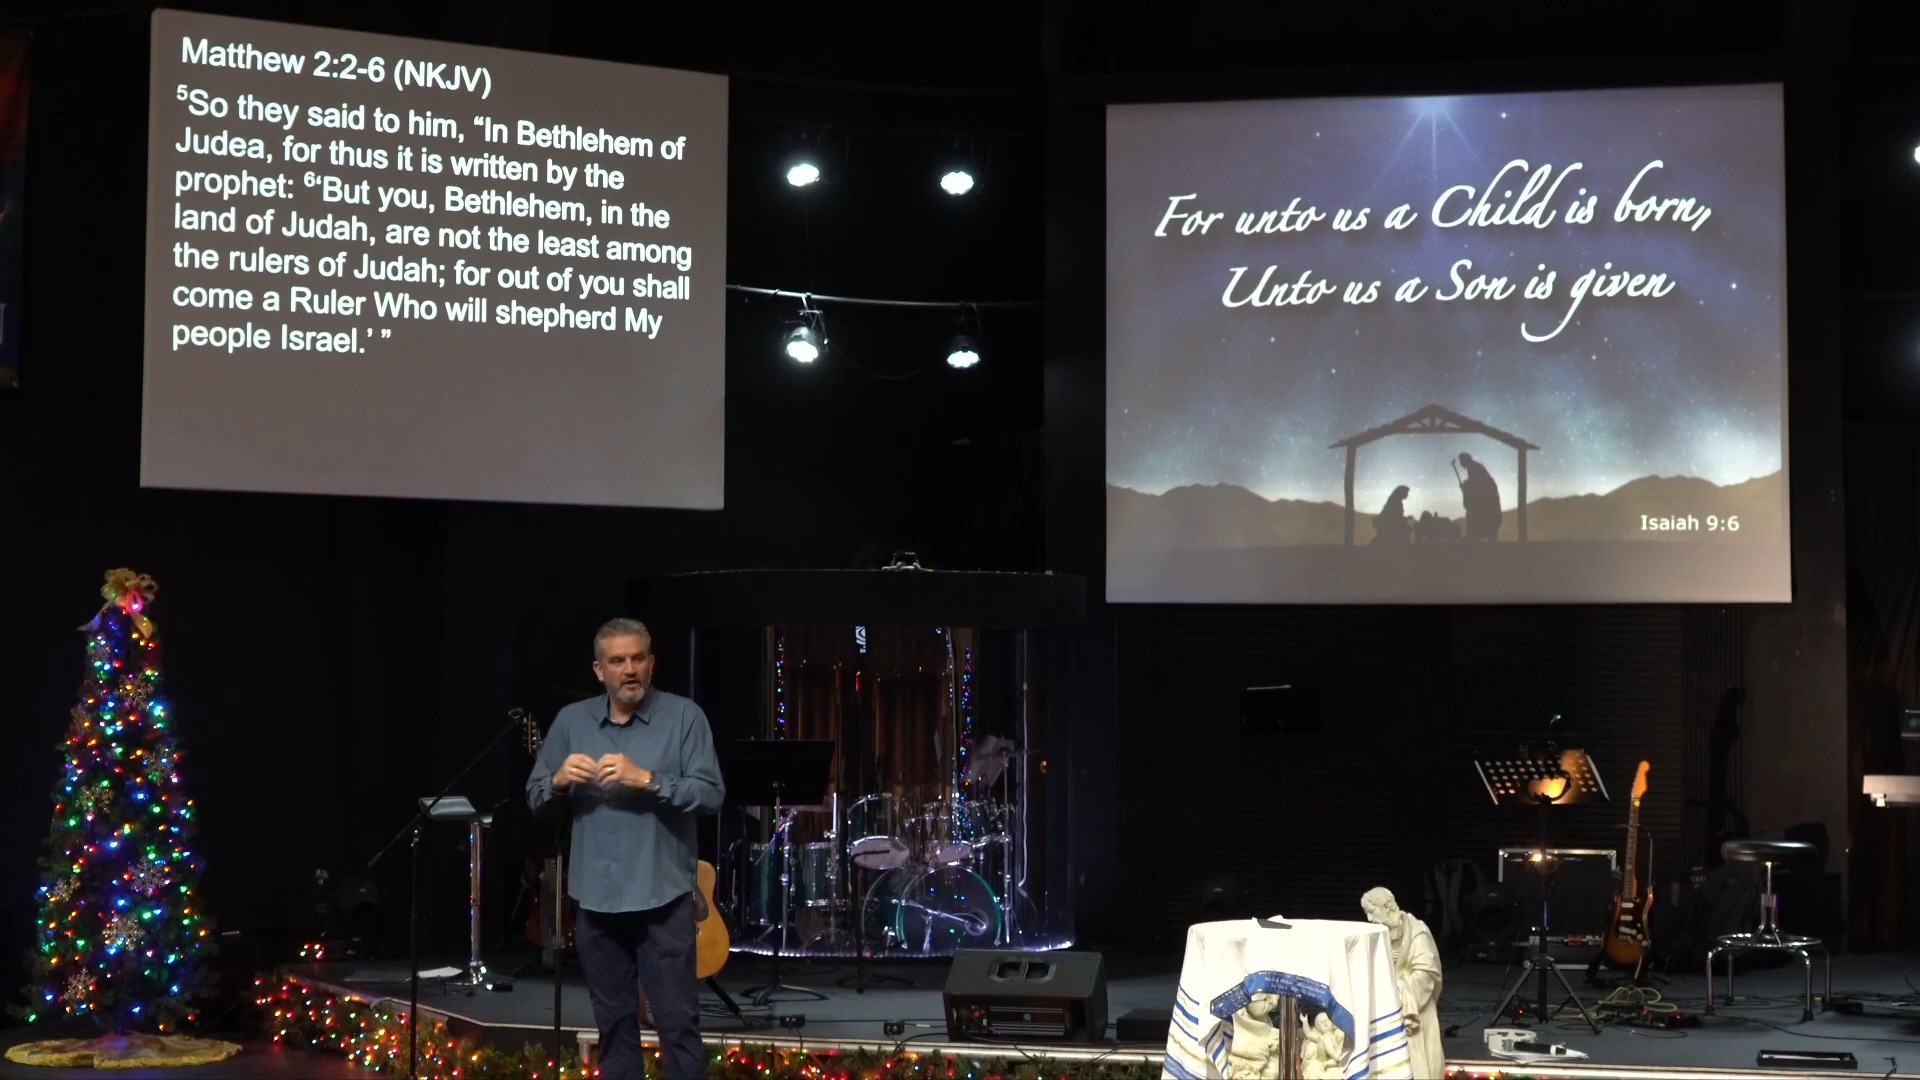 Matthew 2:2-6 (NKJV)
⁵So they said to him, “In Bethlehem of
Judea, for thus it is written by the
prophet: ⁶‘But you, Bethlehem, in the
land of Judah, are not the least among
the rulers of Judah; for out of you shall
come a Ruler Who will shepherd My
people Israel.’ ”
For unto us a Child is born,
Unto us a Son is given
Isaiah 9:6